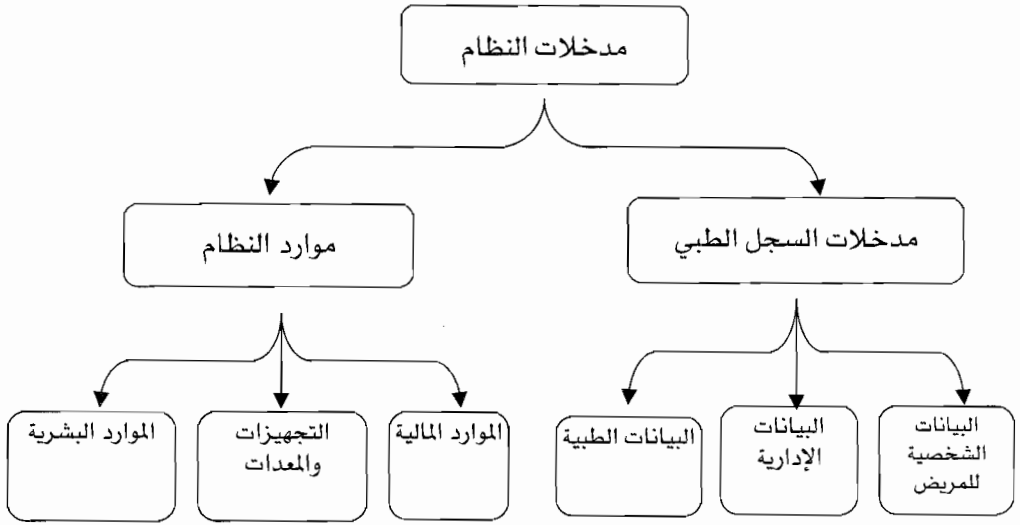 مدخلات النظام
مدخلات السجل الطبي
موارد النظام
البيانات
الشخصية
للمريض
البيانات
الإدارية
البيانات الطبية
الموارد المالية
التجهيزات
والمعدات
الموارد البشرية